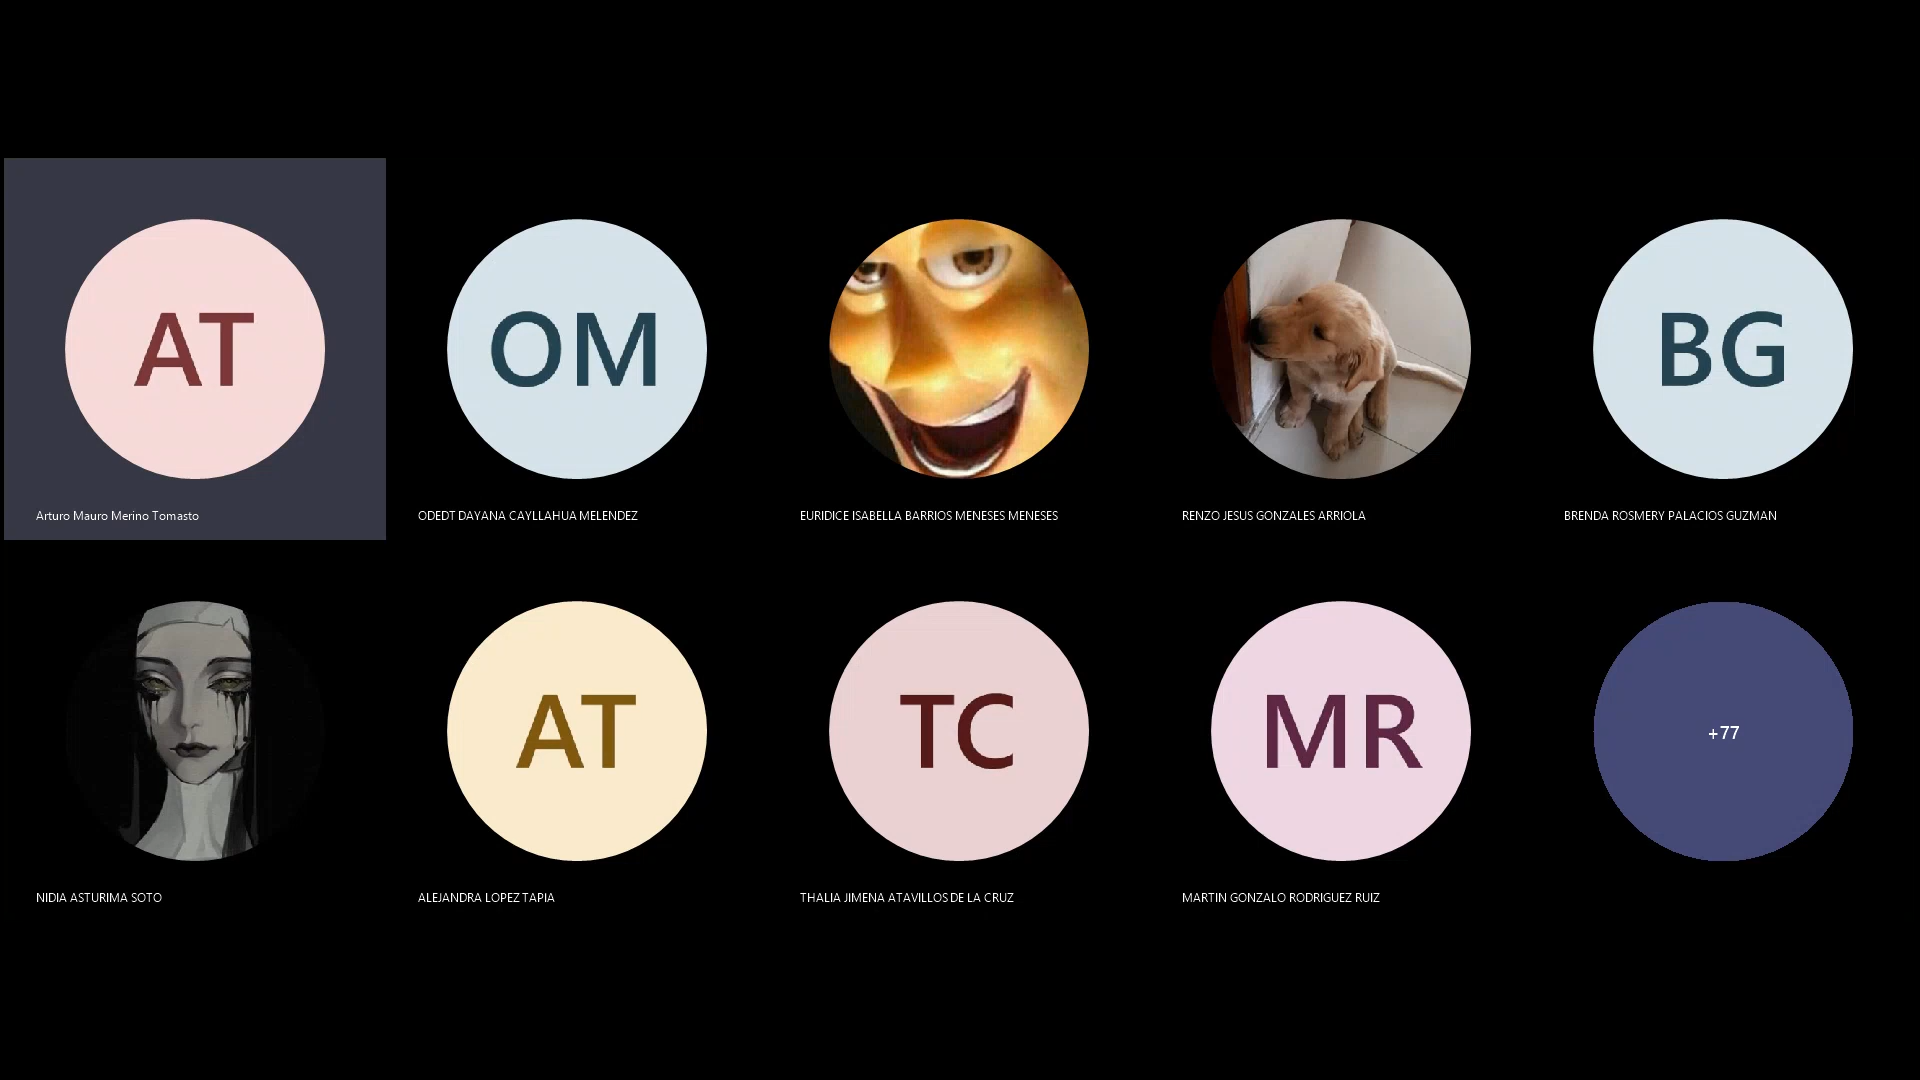 AT
OM
BG
Arturo Mauro Merino Tomasto
ODEDT DAYANA CAYLLAHUA MELENDEZ
EURIDICE ISABELLA BARRIOS MENESES MENESES
RENZO JESUS GONZALES ARRIOLA
BRENDA ROSMERY PALACIOS GUZMAN
AT
TC
MR
+77
NIDIA ASTURIMA SOTO
ALEJANDRA LOPEZ TAPIA
THALIA JIMENA ATAVILLOS DE LA CRUZ
MARTIN GONZALO RODRIGUEZ RUIZ